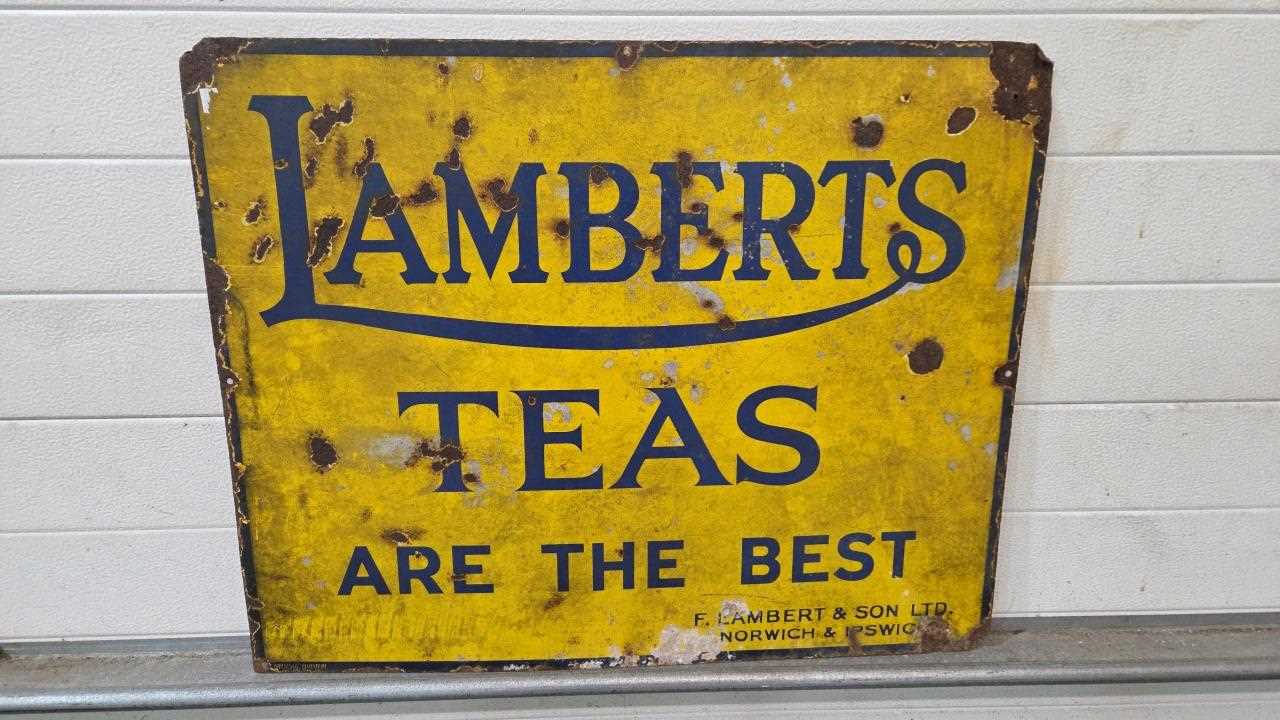 LAMBERTS
TEAS
ARE THE BEST
F. LAMBERT & SON LTD.
NORWICH & IPSWICH